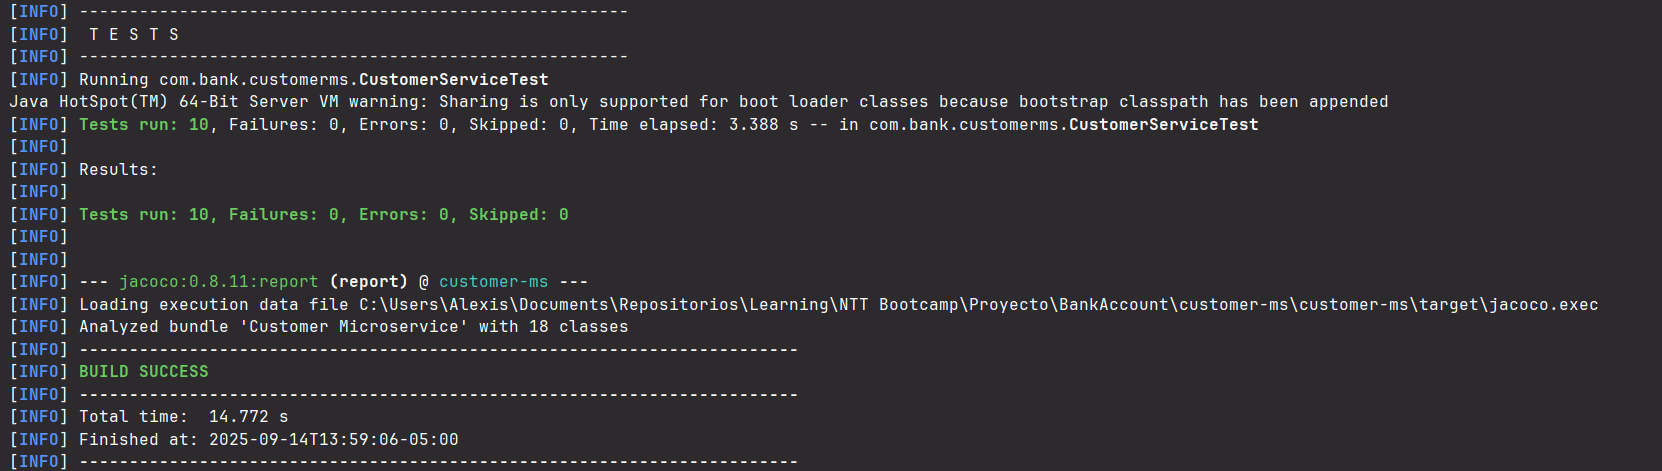 [INFO] -------------------------------------------------------
[INFO]  T E S T S
[INFO] -------------------------------------------------------
[INFO] Running com.bank.customerms.CustomerServiceTest
Java HotSpot(TM) 64-Bit Server VM warning: Sharing is only supported for boot loader classes because bootstrap classpath has been appended
[INFO] Tests run: 10, Failures: 0, Errors: 0, Skipped: 0, Time elapsed: 3.388 s -- in com.bank.customerms.CustomerServiceTest
[INFO]
[INFO] Results:
[INFO]
[INFO] Tests run: 10, Failures: 0, Errors: 0, Skipped: 0
[INFO]
[INFO]
[INFO] --- jacoco:0.8.11:report (report) @ customer-ms ---
[INFO] Loading execution data file C:\Users\Alexis\Documents\Repositorios\Learning\NTT Bootcamp\Proyecto\BankAccount\customer-ms\customer-ms\target\jacoco.exec
[INFO] Analyzed bundle 'Customer Microservice' with 18 classes
[INFO] ------------------------------------------------------------------------
[INFO] BUILD SUCCESS
[INFO] ------------------------------------------------------------------------
[INFO] Total time:  14.772 s
[INFO] Finished at: 2025-09-14T13:59:06-05:00
[INFO] ------------------------------------------------------------------------